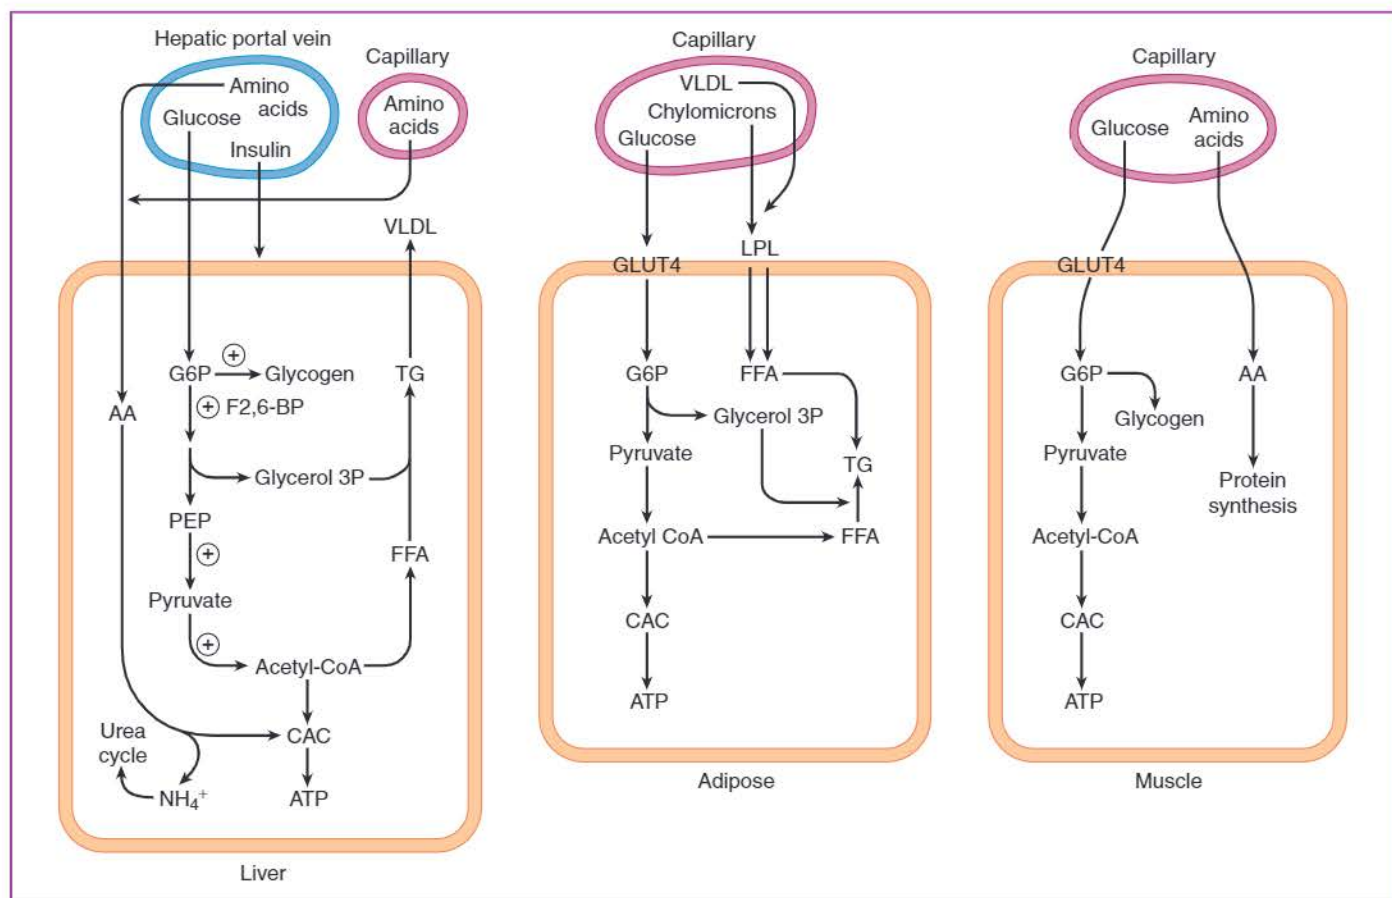 Hepatic portal vein
Amino
acids
Glucose
Insulin
Capillary
Amino
acids
VLDL
G6P
+
Glycogen
TG
AA
+ F2,6-BP
Glycerol 3P
PEP
+
FFA
Pyruvate
+
Acetyl-CoA
Urea
cycle
CAC
NH₄⁺
ATP
Liver
Capillary
VLDL
Chylomicrons
Glucose
LPL
GLUT4
G6P
FFA
Glycerol 3P
Pyruvate
TG
Acetyl CoA
FFA
CAC
ATP
Adipose
Capillary
Glucose
Amino
acids
GLUT4
G6P
AA
Glycogen
Pyruvate
Protein
synthesis
Acetyl-CoA
CAC
ATP
Muscle